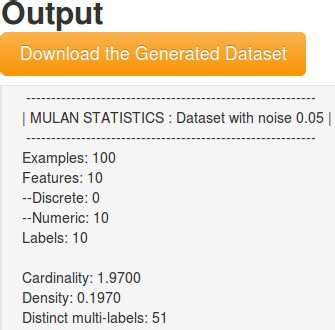 Output
Download the Generated Dataset
----------------------------------------------------------
| MULAN STATISTICS : Dataset with noise 0.05 |
----------------------------------------------------------
Examples: 100
Features: 10
--Discrete: 0
--Numeric: 10
Labels: 10
Cardinality: 1.9700
Density: 0.1970
Distinct multi-labels: 51